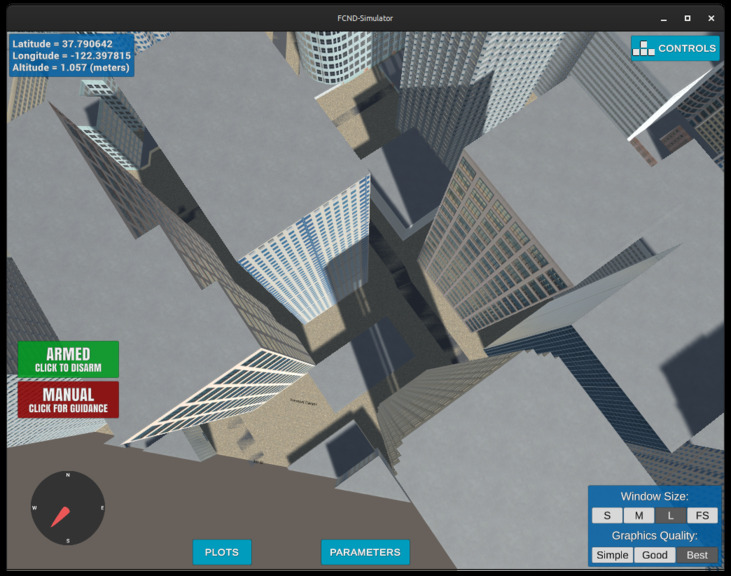 FCND-Simulator
Latitude = 37.790642
Longitude = -122.397815
Altitude = 1.057 (meters)
CONTROLS
ARMED
CLICK TO DISARM
MANUAL
CLICK FOR GUIDANCE
N
W E
S
PLOTS
PARAMETERS
Window Size:
S M L FS
Graphics Quality:
Simple Good Best